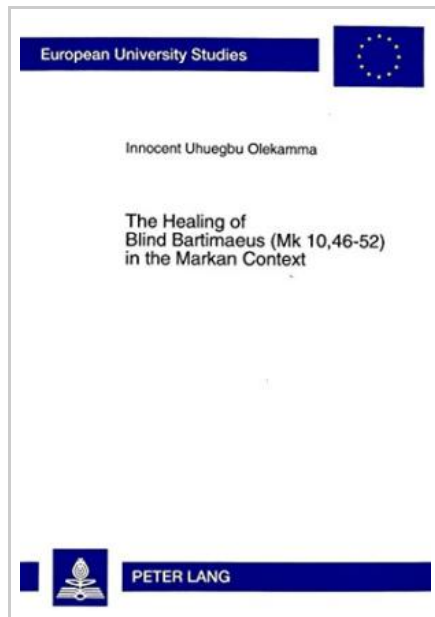 European University Studies
Innocent Uhuegbu Olekamma
The Healing of
Blind Bartimaeus (Mk 10,46-52)
in the Markan Context
PETER LANG